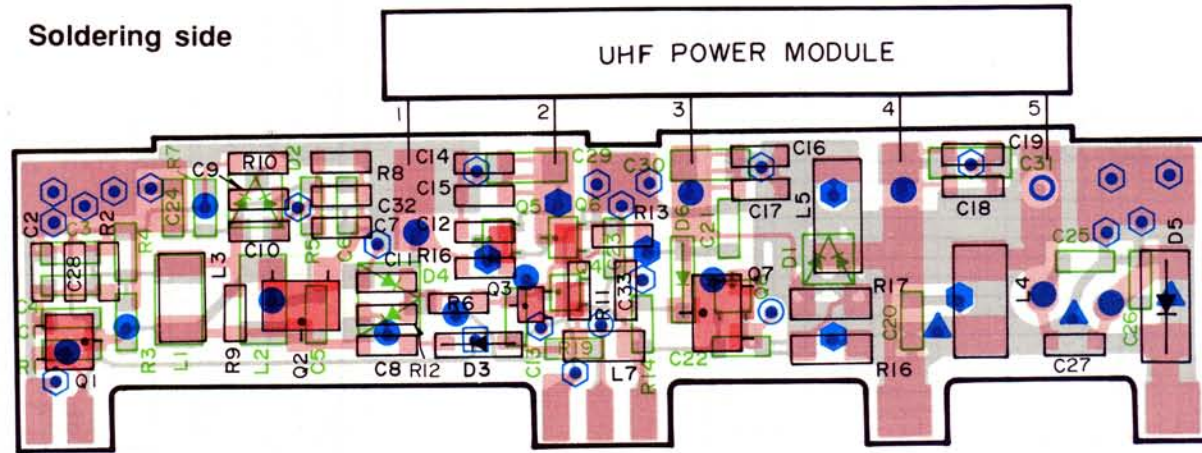 Soldering side
UHF POWER MODULE
1 2 3 4 5
R7 R10 D2 C14 C29 C16 C19
C9 R8 C30 C31
C24 C15
C2 C3 R2 C32 Q5 Q6 R13 D6 C21 C17 L5 C18 D5
R4 C10 R5 C6 C7 C12 C25
C28 L3 R16 C23 D1
C11 D4 Q3 Q4 C33 Q7 R17 L4
C4 R6 R11 C20 C26
R1 Q1 R3 L1 R9 L2 Q2 C5 C8 R12 D3 C13 L7 R14 C22 R16 C27